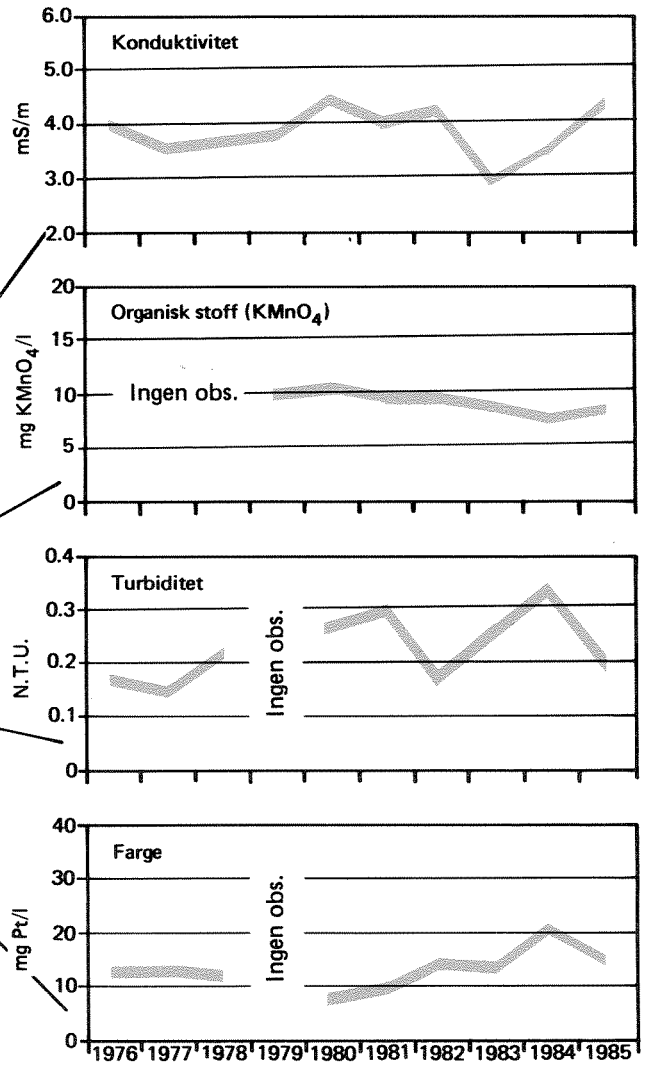 Konduktivitet
mS/m
6.0
5.0
4.0
3.0
2.0
Organisk stoff (KMnO4)
mg KMnO4/l
20
15
10
5
0
Ingen obs.
Turbiditet
N.T.U.
0.4
0.3
0.2
0.1
0
Ingen obs.
Farge
mg Pt/l
40
30
20
10
0
Ingen obs.
1976 1977 1978 1979 1980 1981 1982 1983 1984 1985